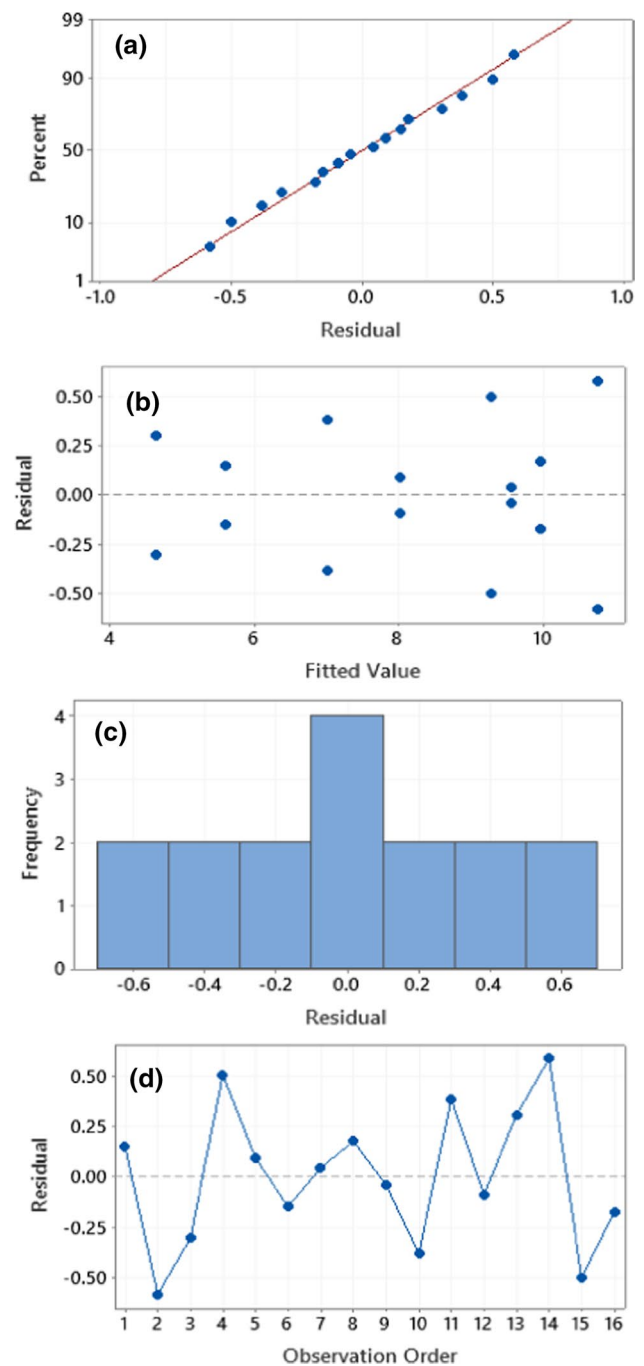 (a)
99
90
50
10
1
Percent
-1.0 -0.5 0.0 0.5 1.0
Residual
(b)
0.50
0.25
0.00
-0.25
-0.50
Residual
4 6 8 10
Fitted Value
(c)
4
3
2
1
0
Frequency
-0.6 -0.4 -0.2 0.0 0.2 0.4 0.6
Residual
(d)
0.50
0.25
0.00
-0.25
-0.50
Residual
1 2 3 4 5 6 7 8 9 10 11 12 13 14 15 16
Observation Order